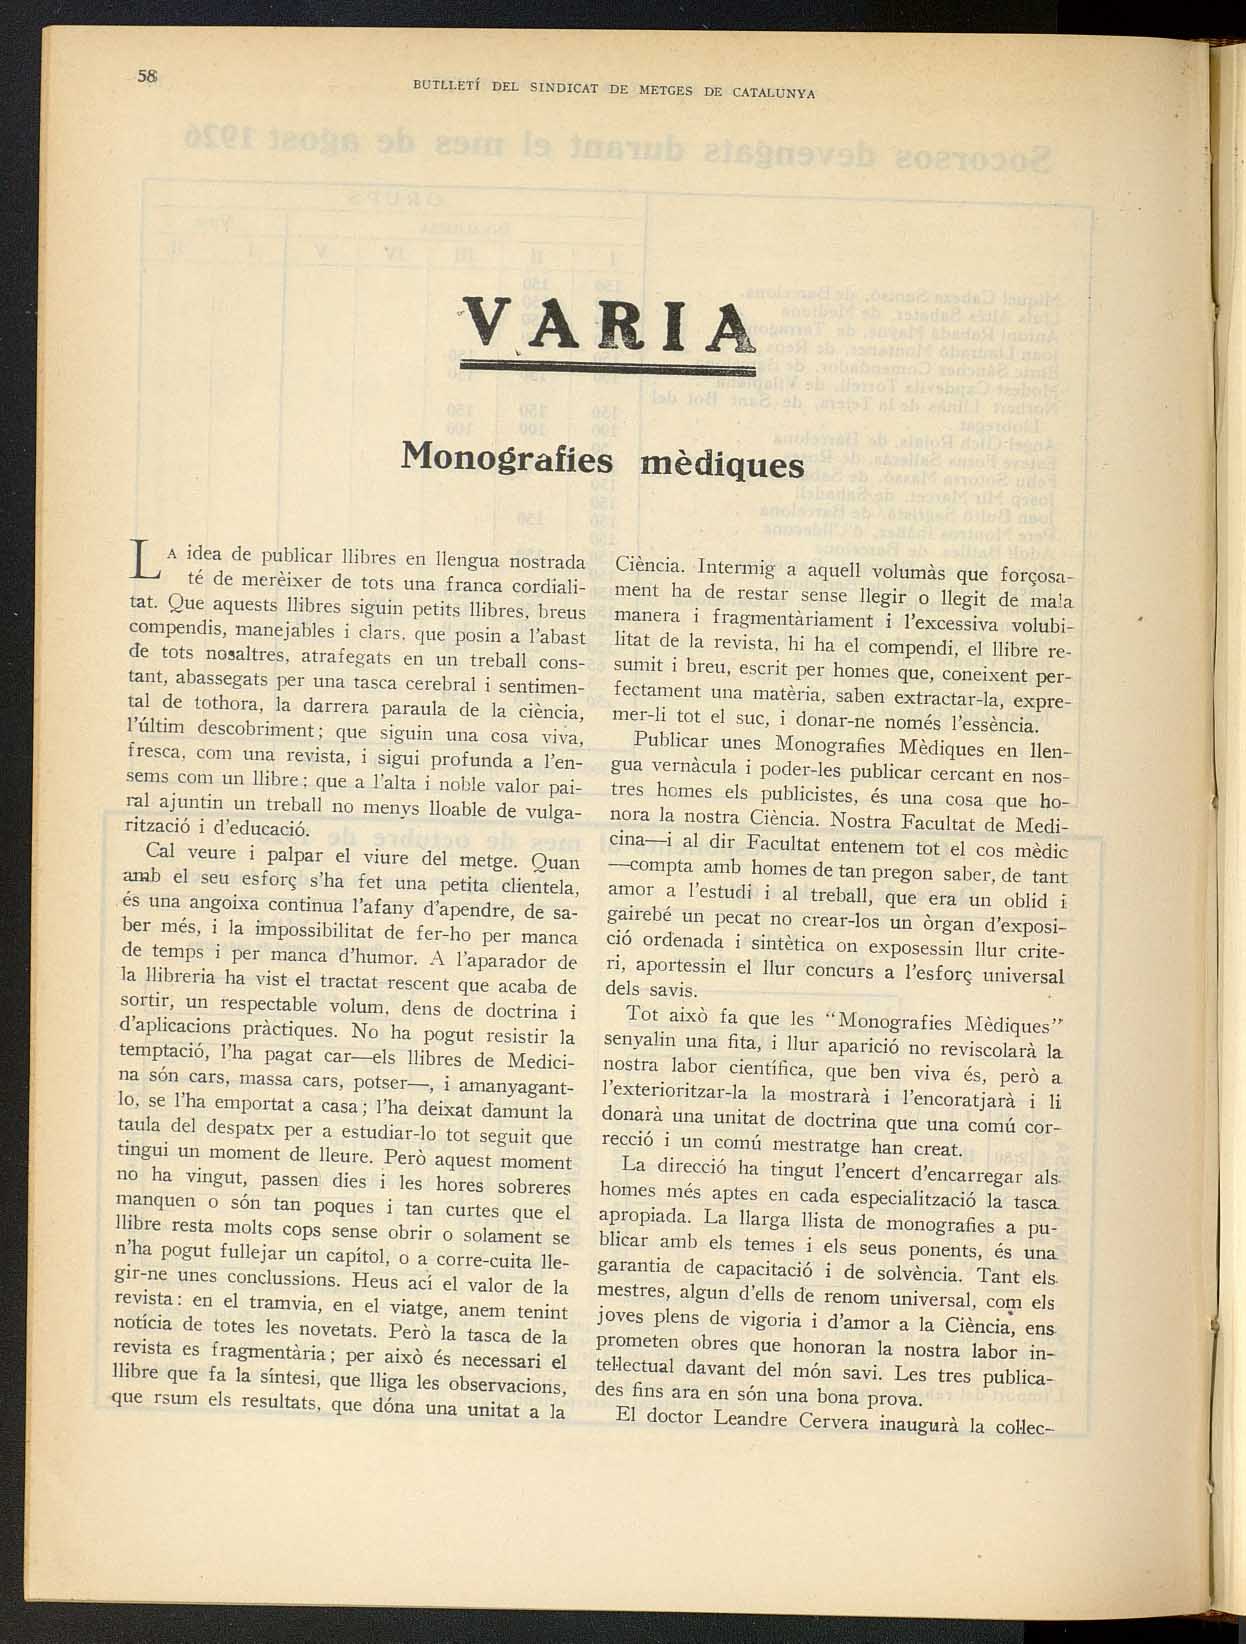 58
BUTLLETÍ DEL SINDICAT DE METGES DE CATALUNYA
VARIA
Monografies mèdiques
LA idea de publicar llibres en llengua nostrada
té de merèixer de tots una franca cordiali-
tat. Que aquests llibres siguin petits llibres, breus
compendis, manejables i clars, que posin a l'abast
de tots nosaltres, atrafegats en un treball cons-
tant, abassegats per una tasca cerebral i sentimen-
tal de tothora, la darrera paraula de la ciència,
l'últim descobriment; que siguin una cosa viva,
fresca, com una revista, i sigui profunda a l'en-
sems com un llibre; que a l'alta i noble valor pai-
ral ajuntin un treball no menys lloable de vulga-
rització i d'educació.
Cal veure i palpar el viure del metge. Quan
amb el seu esforç s'ha fet una petita clientela,
és una angoixa continua l'afany d'apendre, de sa-
ber més, i la impossibilitat de fer-ho per manca
de temps i per manca d'humor. A l'aparador de
la llibreria ha vist el tractat rescent que acaba de
sortir, un respectable volum, dens de doctrina i
d'aplicacions pràctiques. No ha pogut resistir la
temptació, l'ha pagat car—els llibres de Medici-
na són cars, massa cars, potser—, i amanyagant-
lo, se l'ha emportat a casa; l'ha deixat damunt la
taula del despatx per a estudiar-lo tot seguit que
tingui un moment de lleure. Però aquest moment
no ha vingut, passen dies i les hores sobreres
manquen o són tan poques i tan curtes que el
llibre resta molts cops sense obrir o solament se
n'ha pogut fullejar un capítol, o a corre-cuita lle-
gir-ne unes conclussions. Heus ací el valor de la
revista: en el tramvia, en el viatge, anem tenint
notícia de totes les novetats. Però la tasca de la
revista es fragmentària; per això és necessari el
llibre que fa la síntesi, que lliga les observacions,
que rsum els resultats, que dóna una unitat a la
Ciència. Intermig a aquell volumàs que forçosa-
ment ha de restar sense llegir o llegit de mala
manera i fragmentàriament i l'excessiva volubi-
litat de la revista, hi ha el compendi, el llibre re-
sumit i breu, escrit per homes que, coneixent per-
fectament una matèria, saben extractar-la, expre-
mer-li tot el suc, i donar-ne només l'essència.
Publicar unes Monografies Mèdiques en llen-
gua vernàcula i poder-les publicar cercant en nos-
tres homes els publicistes, és una cosa que ho-
nora la nostra Ciència. Nostra Facultat de Medi-
cina—i al dir Facultat entenem tot el cos mèdic
—compta amb homes de tan pregon saber, de tant
amor a l'estudi i al treball, que era un oblid i
gairebé un pecat no crear-los un òrgan d'exposi-
ció ordenada i sintètica on exposessin llur crite-
ri, aportessin el llur concurs a l'esforç universal
dels savis.
Tot això fa que les "Monografies Mèdiques"
senyalin una fita, i llur aparició no reviscolarà la
nostra labor científica, que ben viva és, però a
l'exterioritzar-la la mostrarà i l'encoratjarà i li
donarà una unitat de doctrina que una comú cor-
recció i un comú mestratge han creat.
La direcció ha tingut l'encert d'encarregar als
homes més aptes en cada especialització la tasca
apropiada. La llarga llista de monografies a pu-
blicar amb els temes i els seus ponents, és una
garantia de capacitació i de solvència. Tant els
mestres, algun d'ells de renom universal, com els
joves plens de vigoria i d'amor a la Ciència, ens
prometen obres que honoran la nostra labor in-
tel·lectual davant del món savi. Les tres publica-
des fins ara en són una bona prova.
El doctor Leandre Cervera inaugurà la col·lec-